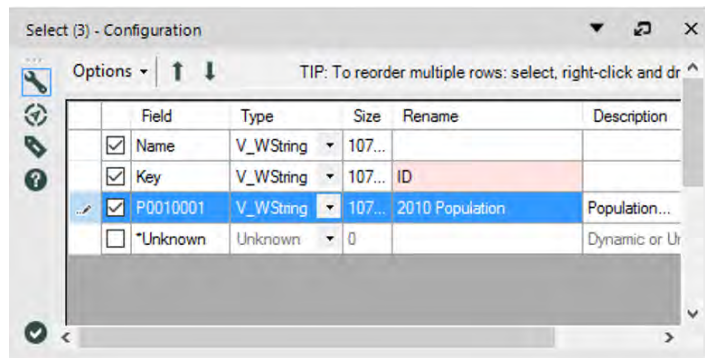 Select (3) - Configuration
Options TIP: To reorder multiple rows: select, right-click and dr
Field Type Size Rename Description
Name V_WString 107...
Key V_WString 107... ID
P0010001 V_WString 107... 2010 Population Population...
*Unknown Unknown 0 Dynamic or Ur